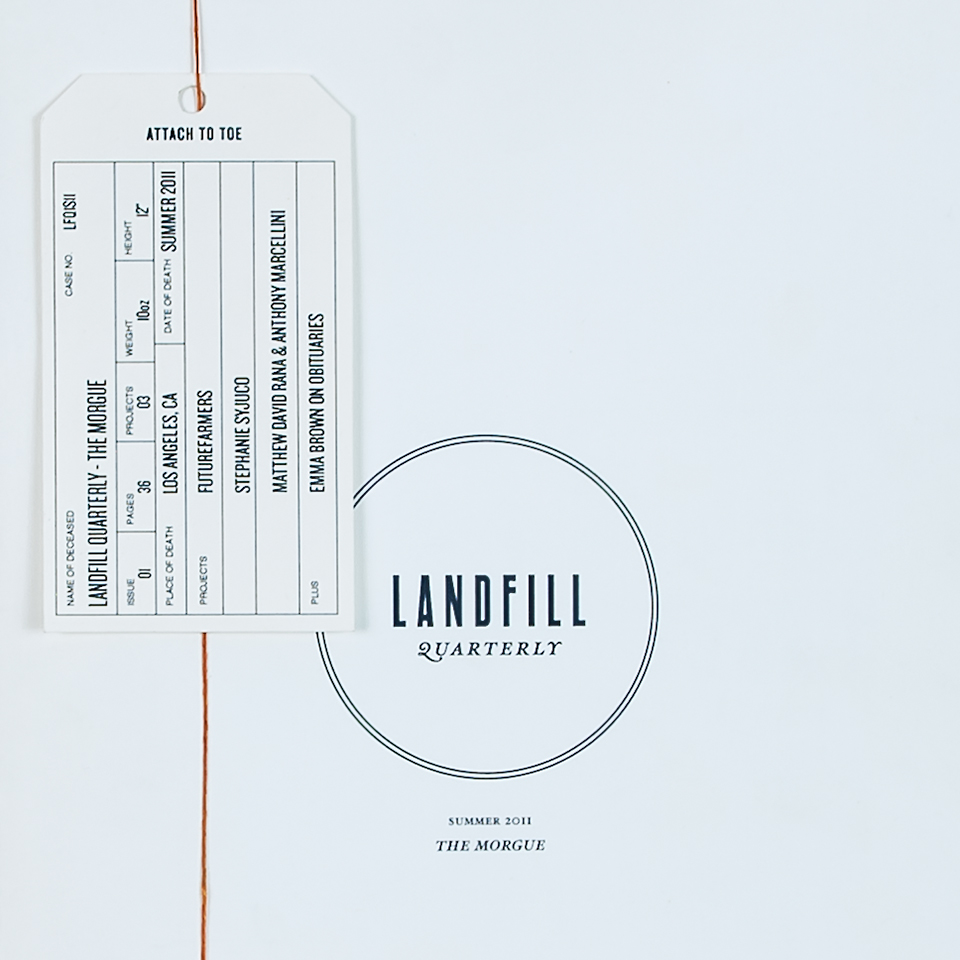 ATTACH TO TOE
NAME OF DECEASED
CASE NO.
LANDFILL QUARTERLY - THE MORGUE
LFQ1S11
ISSUE
PAGES
PROJECTS
WEIGHT
HEIGHT
01
36
03
10oz
12"
PLACE OF DEATH LOS ANGELES, CA
DATE OF DEATH SUMMER 2011
PROJECTS FUTUREFARMERS
STEPHANIE SYJUCO
MATTHEW DAVID RANA & ANTHONY MARCELLINI
PLUS EMMA BROWN ON OBITUARIES
LANDFILL
QUARTERLY
SUMMER 2011
THE MORGUE